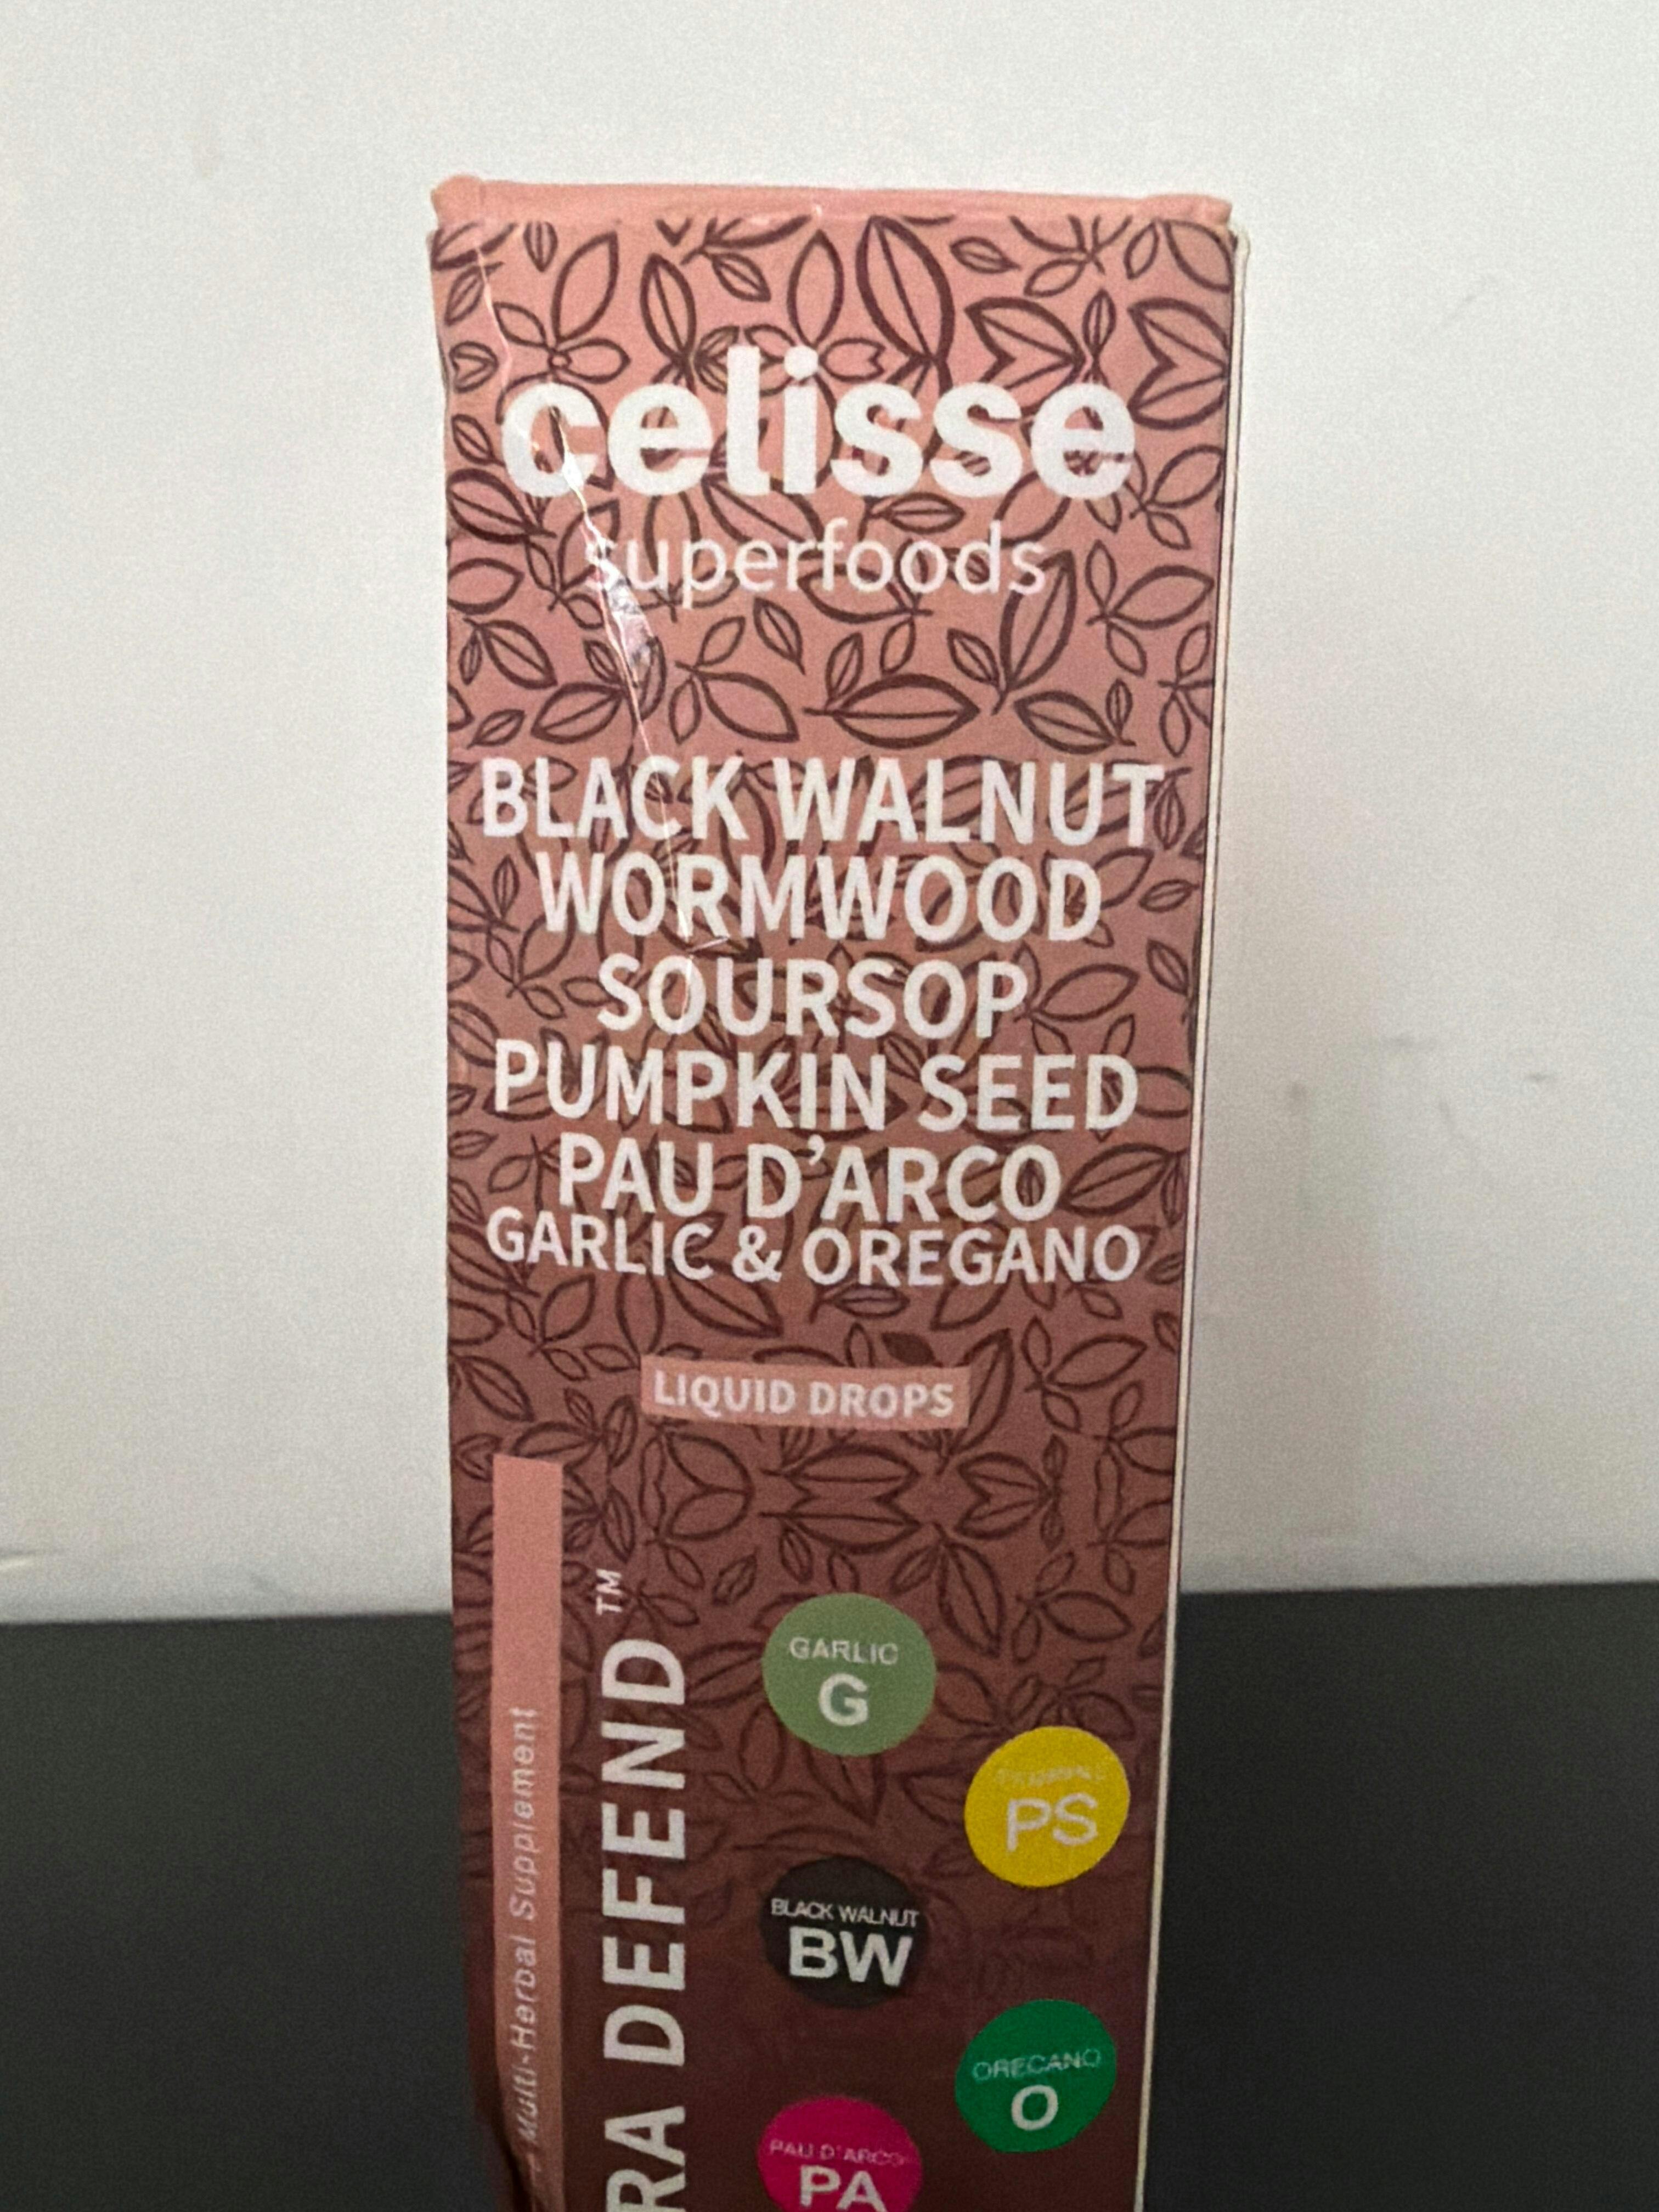 celisse
superfoods
BLACK WALNUT
WORMWOOD
SOURSOP
PUMPKIN SEED
PAU D'ARCO
GARLIC & OREGANO
LIQUID DROPS
Multi-Herbal Supplement
RA DEFEND™
GARLIC
G
PS
BLACK WALNUT
BW
OREGANO
O
PAU D'ARCO
PA